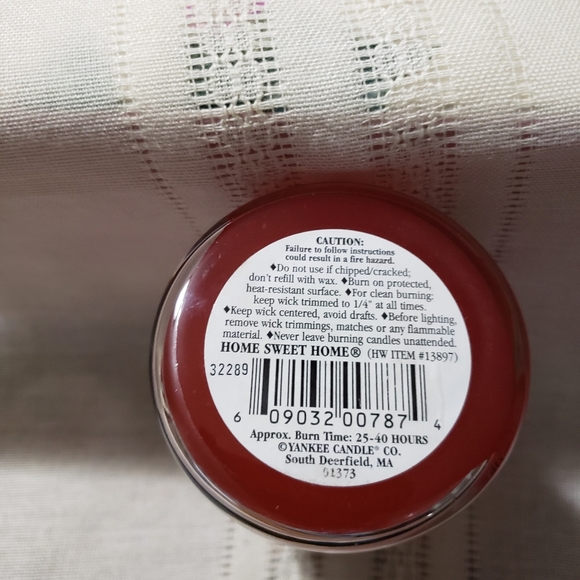 CAUTION:
Failure to follow instructions
could result in a fire hazard.
♦Do not use if chipped/cracked;
don't refill with wax. ♦Burn on protected,
heat-resistant surface. ♦For clean burning:
keep wick trimmed to 1/4" at all times.
♦Keep wick centered, avoid drafts. ♦Before lighting,
remove wick trimmings, matches or any flammable
material. ♦Never leave burning candles unattended.
HOME SWEET HOME® (HW ITEM #13897)
32289
6 09032 00787 4
Approx. Burn Time: 25-40 HOURS
©YANKEE CANDLE® CO.
South Deerfield, MA
51373